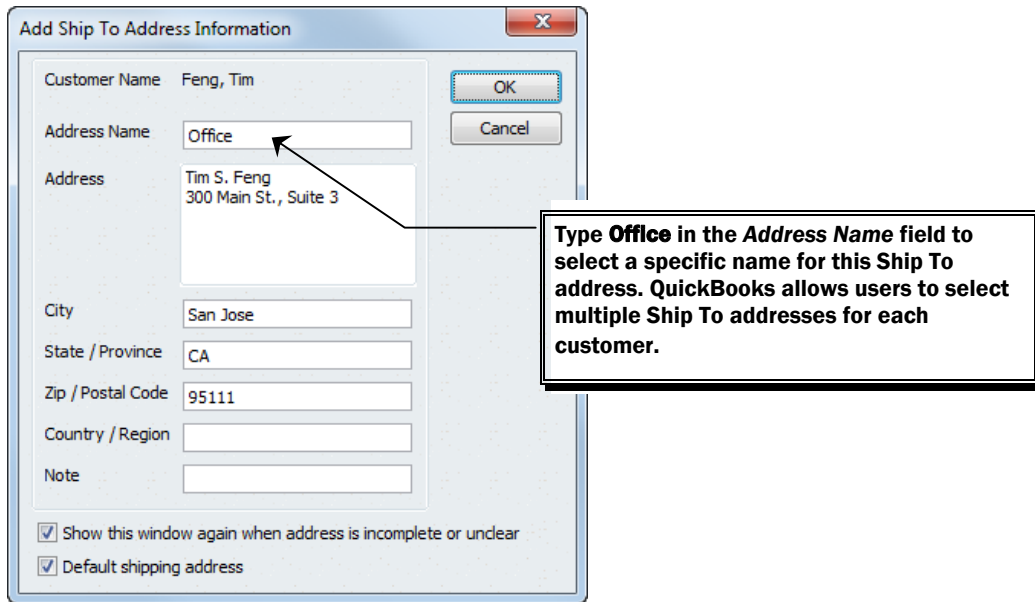 Add Ship To Address Information
Customer Name Feng, Tim
OK
Address Name Office
Cancel
Address Tim S. Feng
300 Main St., Suite 3
Type Office in the Address Name field to
select a specific name for this Ship To
address. QuickBooks allows users to select
multiple Ship To addresses for each
customer.
City San Jose
State / Province CA
Zip / Postal Code 95111
Country / Region
Note
Show this window again when address is incomplete or unclear
Default shipping address